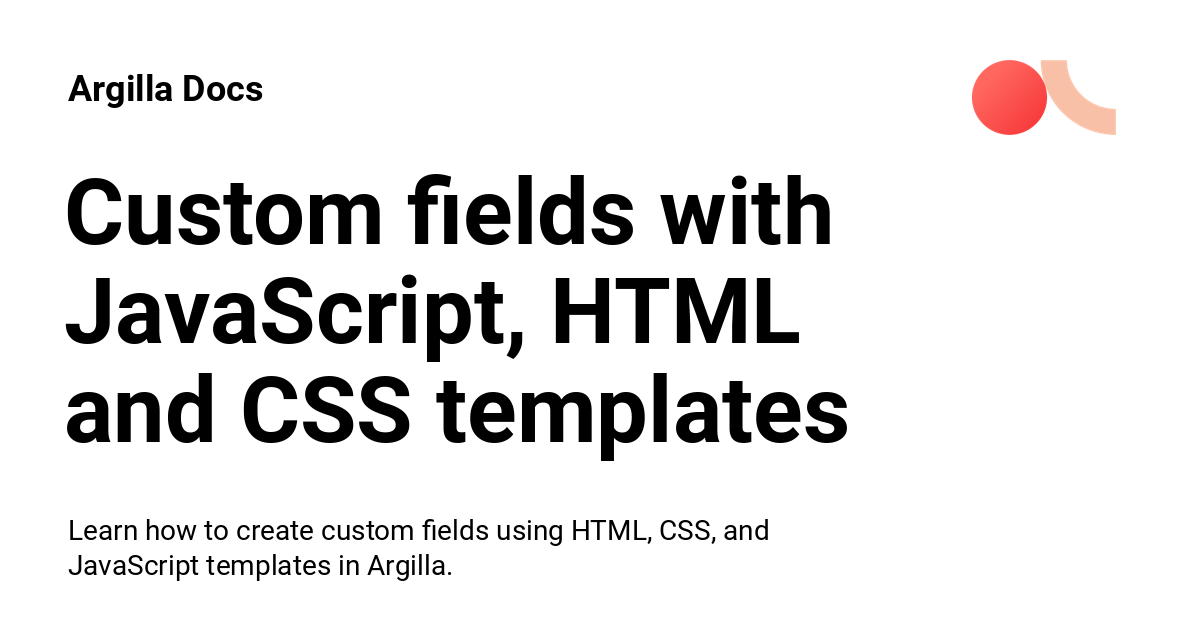 Argilla Docs
Custom fields with
JavaScript, HTML
and CSS templates
Learn how to create custom fields using HTML, CSS, and
JavaScript templates in Argilla.